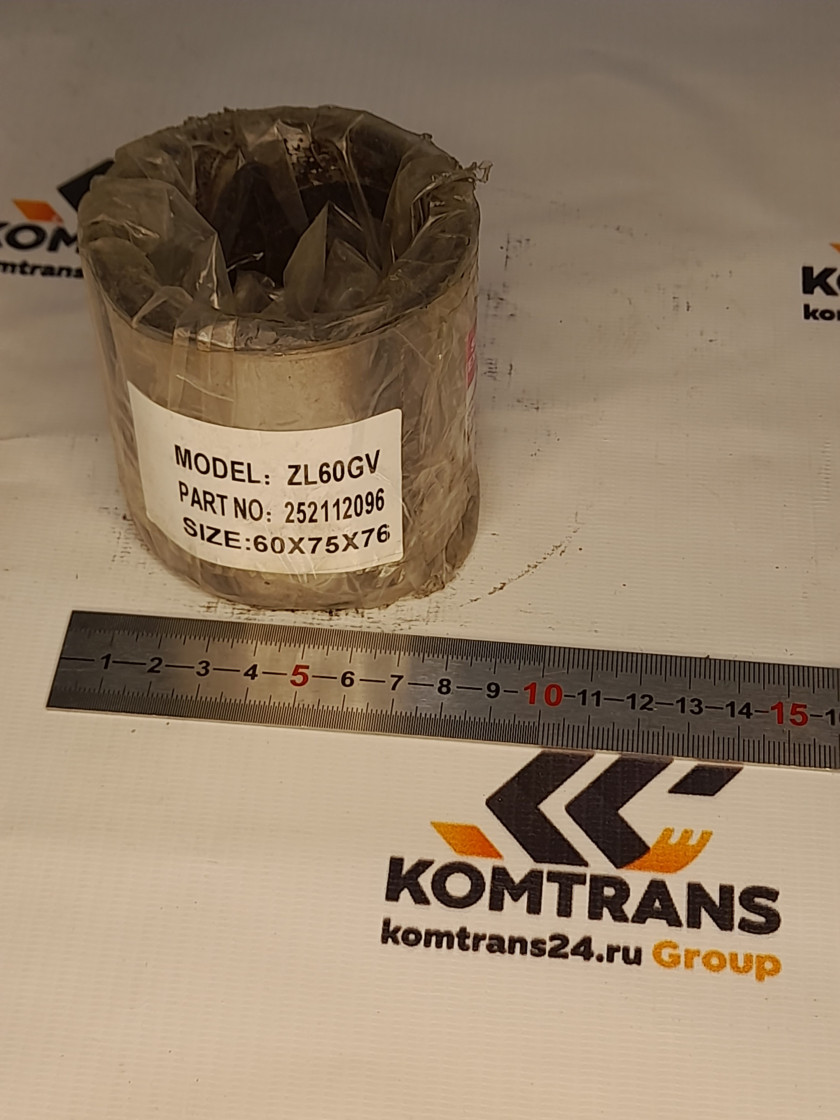 MODEL: ZL60GV
PART NO: 252112096
SIZE:60X75X76
1 2 3 4 5 6 7 8 9 10 11 12 13 14 15
KOMTRANS
komtrans24.ru Group